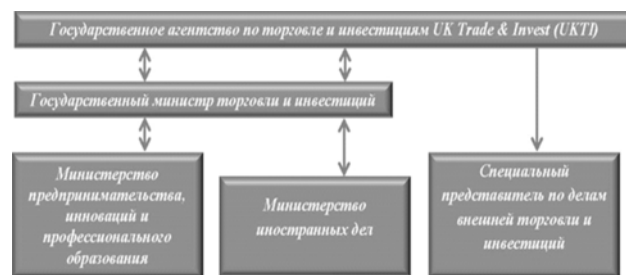 Государственное агентство по торговле и инвестициям UK Trade & Invest (UKTI)
Государственный министр торговли и инвестиций
Министерство
предпринимательства,
инноваций и
профессионального
образования
Министерство
иностранных дел
Специальный
представитель по делам
внешней торговли и
инвестиций